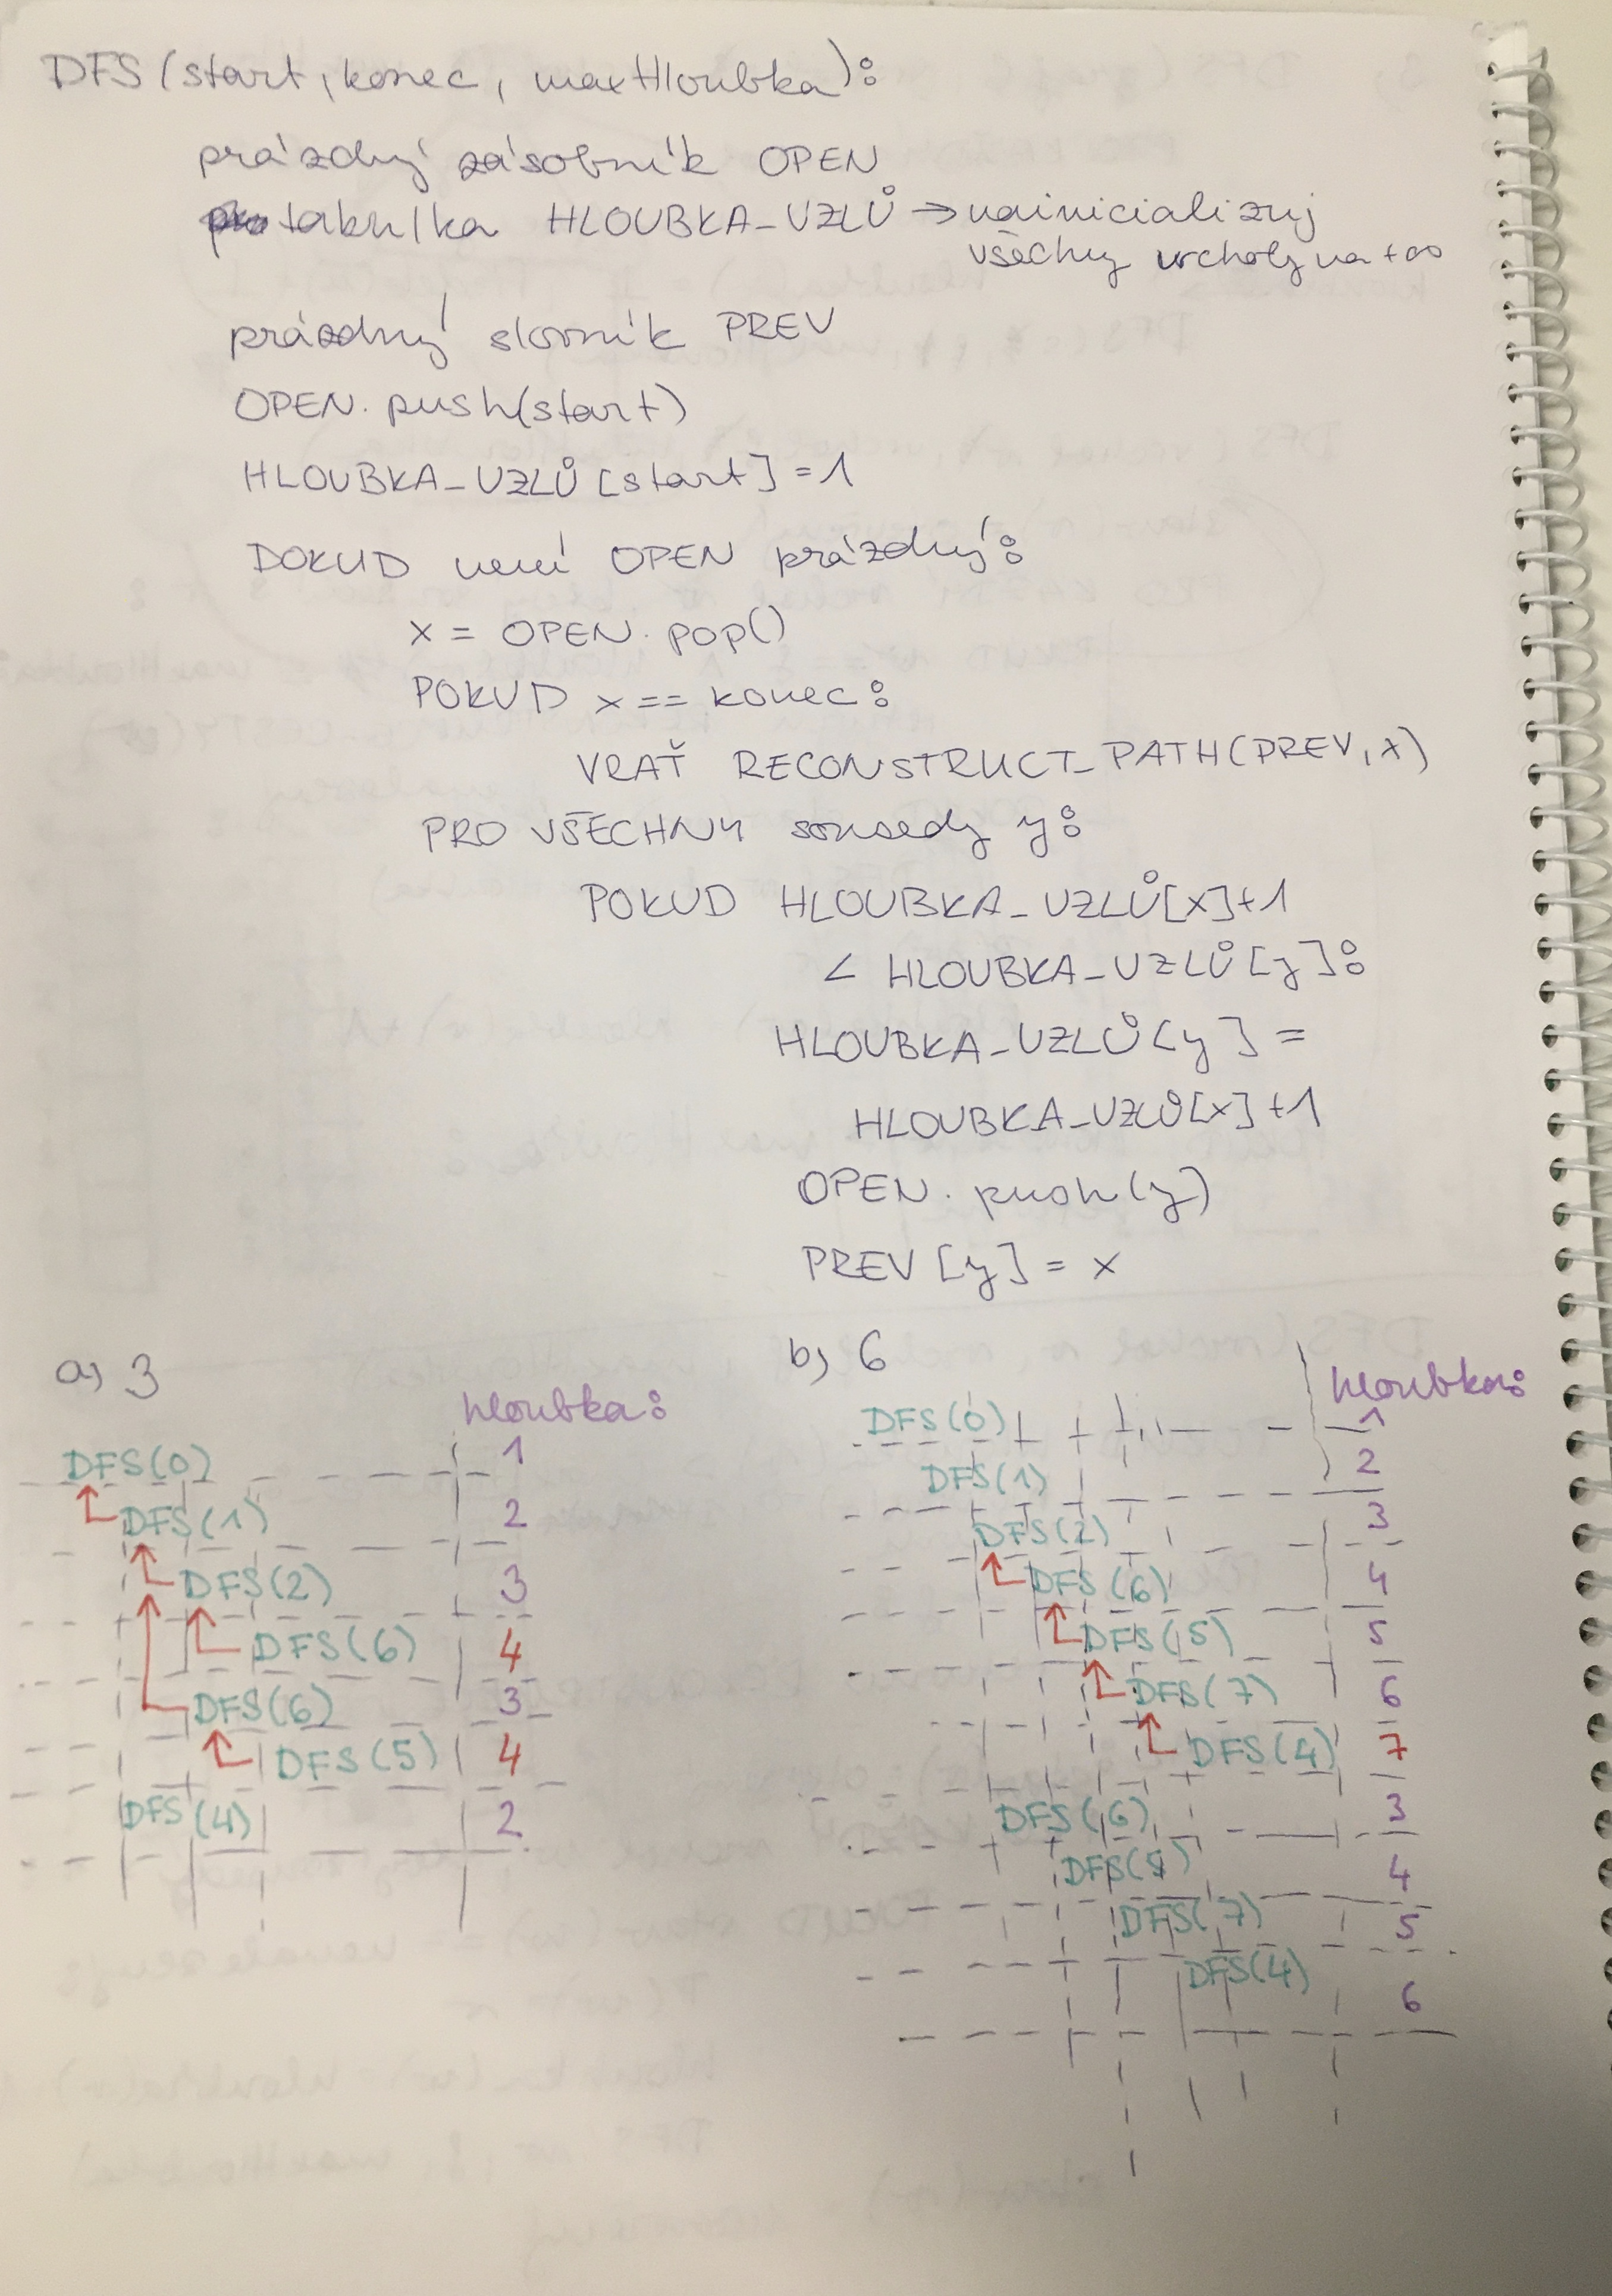 DFS (start, konec, maxHloubka):
prázdný zásobník OPEN
tabulka HLOUBKA_UZLŮ → nainicializuj
všechny vrcholy na +∞
prázdný slovník PREV
OPEN.push(start)
HLOUBKA_UZLŮ[start] = 1
DOKUD není OPEN prázdný:
x = OPEN.pop()
POKUD x == konec:
VRAŤ RECONSTRUCT_PATH(PREV, x)
PRO VŠECHNY sousedy y:
POKUD HLOUBKA_UZLŮ[x]+1
< HLOUBKA_UZLŮ[y]:
HLOUBKA_UZLŮ[y] =
HLOUBKA_UZLŮ[x]+1
OPEN.push(y)
PREV[y] = x
a) 3
hloubka:
DFS(0) 1
DFS(1) 2
DFS(2) 3
DFS(6) 4
DFS(6) 3
DFS(5) 4
DFS(4) 2
b) 6
hloubka:
DFS(0) 1
DFS(1) 2
DFS(2) 3
DFS(6) 4
DFS(5) 5
DFS(7) 6
DFS(4) 7
DFS(6) 3
DFS(5) 4
DFS(7) 5
DFS(4) 6